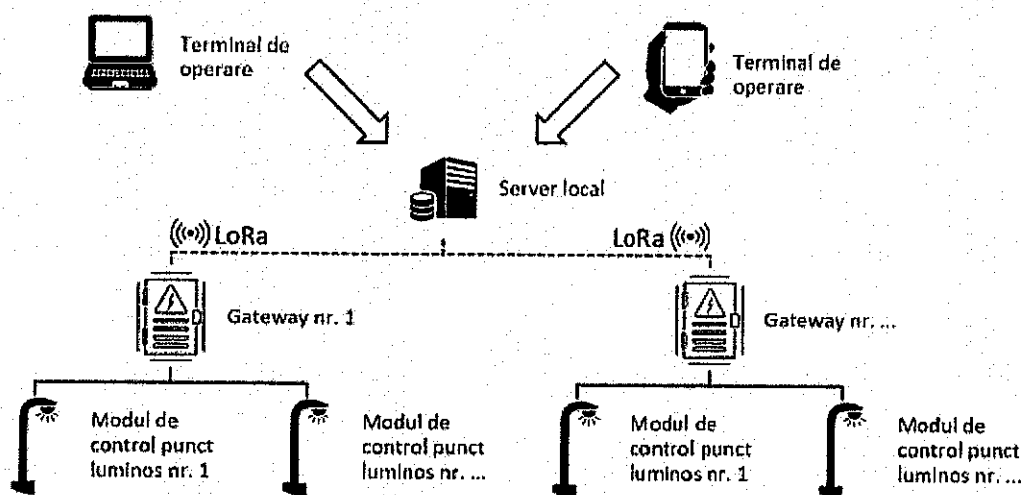 Terminal de
operare
Terminal de
operare
Server local
LoRa
LoRa
Gateway nr. 1
Gateway nr. ...
Modul de
control punct
luminos nr. 1
Modul de
control punct
luminos nr. ...
Modul de
control punct
luminos nr. 1
Modul de
control punct
luminos nr. ...